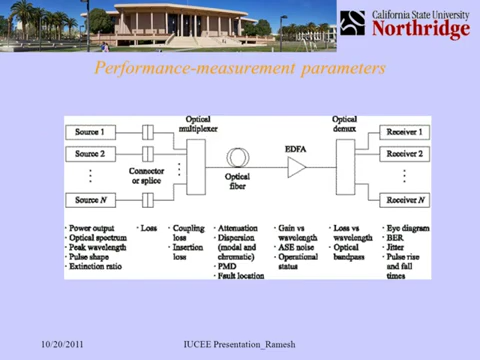 California State University
Northridge
Performance-measurement parameters
Optical
multiplexer
Optical
demux
Source 1
Source 2
Source N
Connector
or splice
Optical
fiber
EDFA
Receiver 1
Receiver 2
Receiver N
• Power output
• Optical spectrum
• Peak wavelength
• Pulse shape
• Extinction ratio
• Loss
• Coupling
loss
• Insertion
loss
• Attenuation
• Dispersion
(modal and
chromatic)
• PMD
• Fault location
• Gain vs
wavelength
• ASE noise
• Operational
status
• Loss vs
wavelength
• Optical
bandpass
• Eye diagram
• BER
• Jitter
• Pulse rise
and fall
times
10/20/2011
IUCEE Presentation_Ramesh